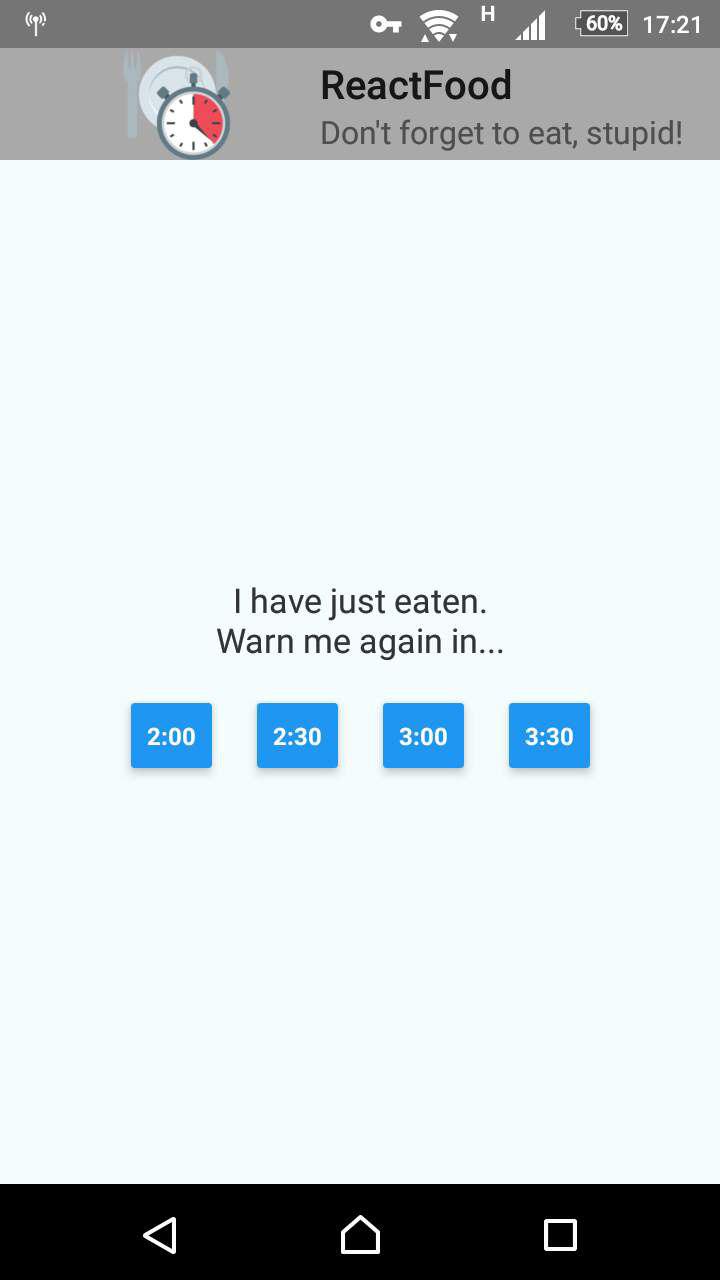 H 60% 17:21
ReactFood
Don't forget to eat, stupid!
I have just eaten.
Warn me again in...
2:00 2:30 3:00 3:30